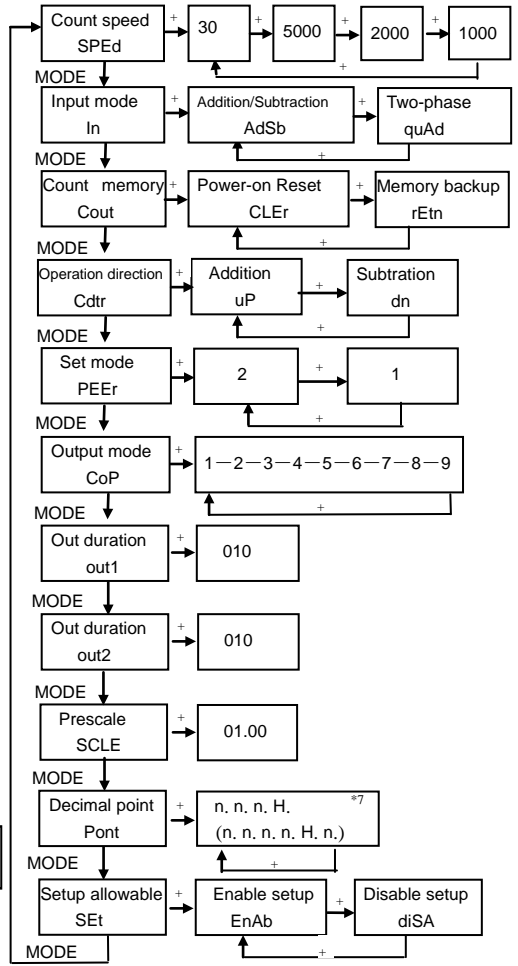 Count speed + 30 + 5000 + 2000 + 1000
SPEd
+
MODE
Input mode + Addition/Subtraction + Two-phase
In AdSb quAd
+
MODE
Count memory + Power-on Reset + Memory backup
Cout CLEr rEtn
+
MODE
Operation direction + Addition + Subtration
Cdtr uP dn
+
MODE
Set mode + 2 + 1
PEEr
+
MODE
Output mode + 1—2—3—4—5—6—7—8—9
CoP
+
MODE
Out duration + 010
out1
MODE
Out duration + 010
out2
MODE
Prescale + 01.00
SCLE
MODE
Decimal point + n. n. n. H. *7
Pont (n. n. n. n. H. n.)
+
MODE
Setup allowable + Enable setup + Disable setup
SEt EnAb diSA
+
MODE